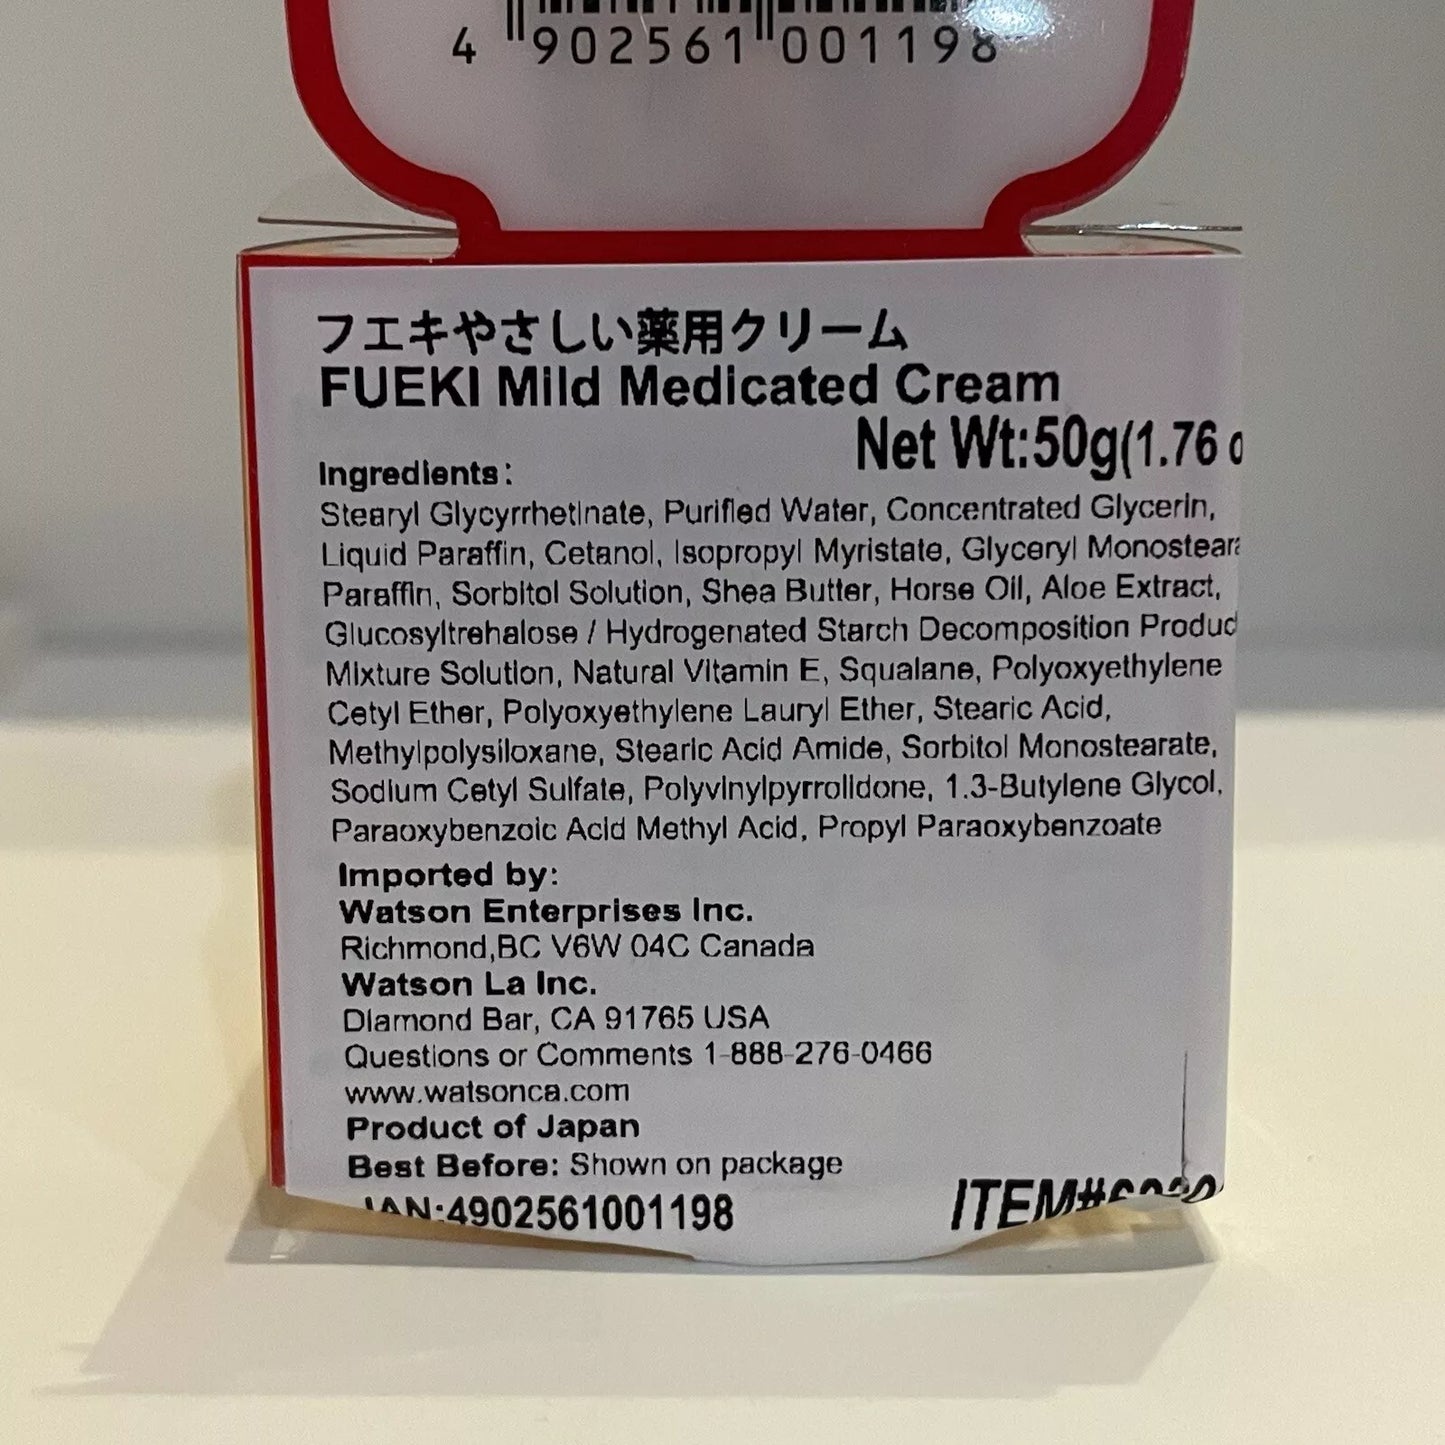 4 902561 001198
フエキやさしい薬用クリーム
FUEKI Mild Medicated Cream
Net Wt:50g(1.76
Ingredients:
Stearyl Glycyrrhetinate, Purified Water, Concentrated Glycerin,
Liquid Paraffin, Cetanol, Isopropyl Myristate, Glyceryl
Paraffin, Sorbitol Solution, Shea Butter, Horse Oil, Aloe Extract,
Glucosyltrehalose / Hydrogenated Starch Decomposition
Mixture Solution, Natural Vitamin E, Squalane, Polyoxyethylene
Cetyl Ether, Polyoxyethylene Lauryl Ether, Stearic Acid,
Methylpolysiloxane, Stearic Acid Amide, Sorbitol Monostearate,
Sodium Cetyl Sulfate, Polyvinylpyrrolidone, 1.3-Butylene Glycol,
Paraoxybenzoic Acid Methyl Acid, Propyl Paraoxybenzoate
Imported by:
Watson Enterprises Inc.
Richmond,BC V6W 04C Canada
Watson La Inc.
Diamond Bar, CA 91765 USA
Questions or Comments 1-888-276-0466
www.watsonca.com
Product of Japan
Best Before: Shown on package
JAN:4902561001198